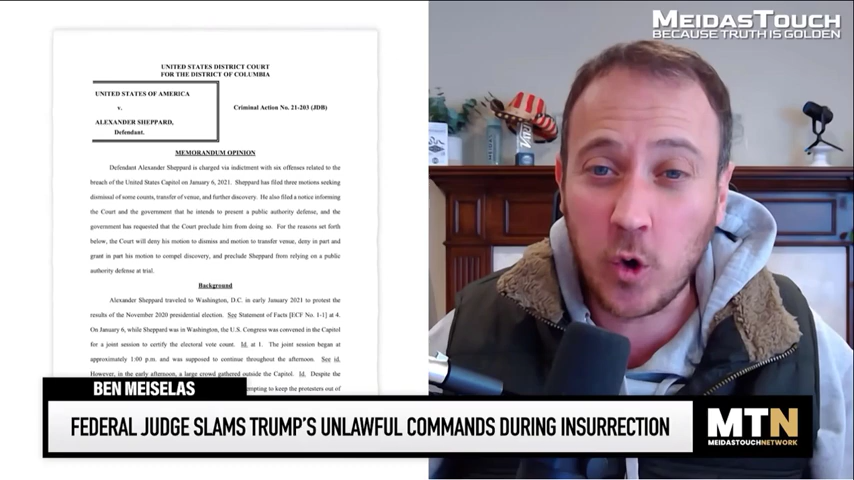 MEIDASTOUCH
BECAUSE TRUTH IS GOLDEN
UNITED STATES DISTRICT COURT
FOR THE DISTRICT OF COLUMBIA
UNITED STATES OF AMERICA
v.
ALEXANDER SHEPPARD,
Defendant.
Criminal Action No. 21-203 (JDB)
MEMORANDUM OPINION
Defendant Alexander Sheppard is charged via indictment with six offenses related to the
breach of the United States Capitol on January 6, 2021. Sheppard has filed three motions seeking
dismissal of some counts, transfer of venue, and further discovery. He also filed a notice informing
the Court and the government that he intends to present a public authority defense, and the
government has requested that the Court preclude him from doing so. For the reasons set forth
below, the Court will deny his motion to dismiss and motion to transfer venue, deny in part and
grant in part his motion to compel discovery, and preclude Sheppard from relying on a public
authority defense at trial.
Background
Alexander Sheppard traveled to Washington, D.C. in early January 2021 to protest the
results of the November 2020 presidential election. See Statement of Facts [ECF No. 1-1] at 4.
On January 6, while Sheppard was in Washington, the U.S. Congress was convened in the Capitol
for a joint session to certify the electoral vote count. Id. at 1. The joint session began at
approximately 1:00 p.m. and was supposed to continue throughout the afternoon. See id.
However, in the early afternoon, a large crowd gathered outside the Capitol. Id. Despite the
mpting to keep the protesters out of
BEN MEISELAS
FEDERAL JUDGE SLAMS TRUMP'S UNLAWFUL COMMANDS DURING INSURRECTION
MTN
MEIDASTOUCHNETWORK